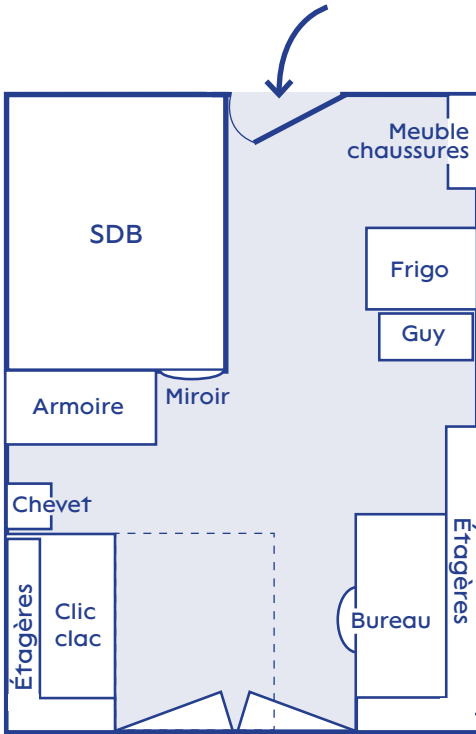 Meuble
chaussures
SDB
Frigo
Guy
Armoire
Miroir
Chevet
Étagères
Clic
clac
Bureau
Étagères